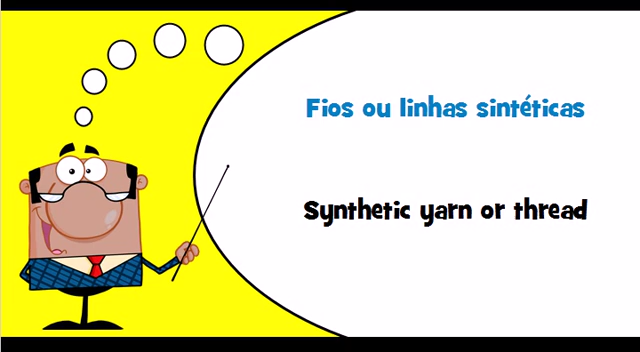 Fios ou linhas sintéticas
Synthetic yarn or thread